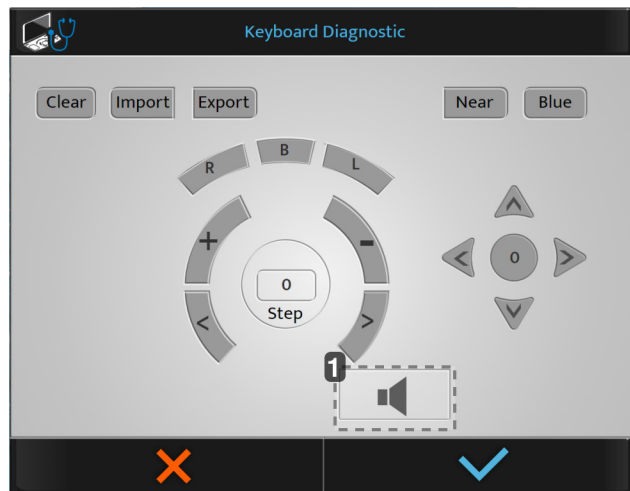 Keyboard Diagnostic
Clear Import Export Near Blue
R B L
+ -
< 0 >
Step
< 0 >
1